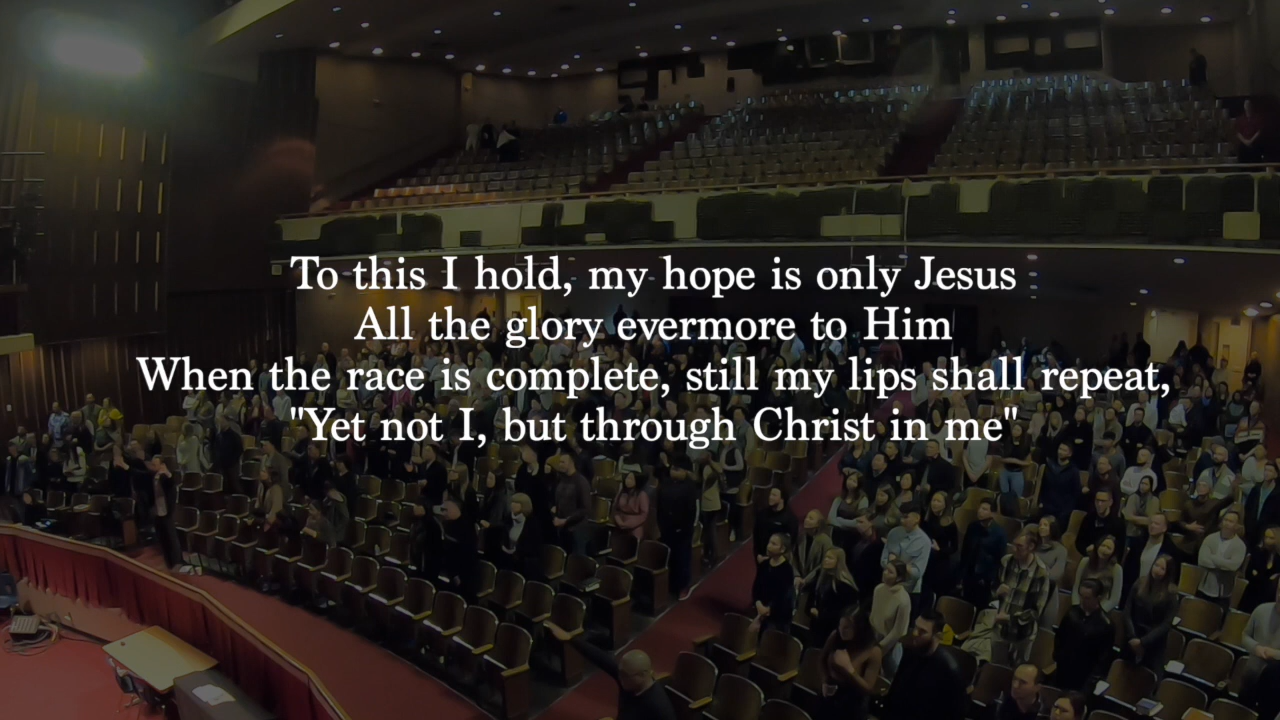 To this I hold, my hope is only Jesus
All the glory evermore to Him
When the race is complete, still my lips shall repeat,
"Yet not I, but through Christ in me"